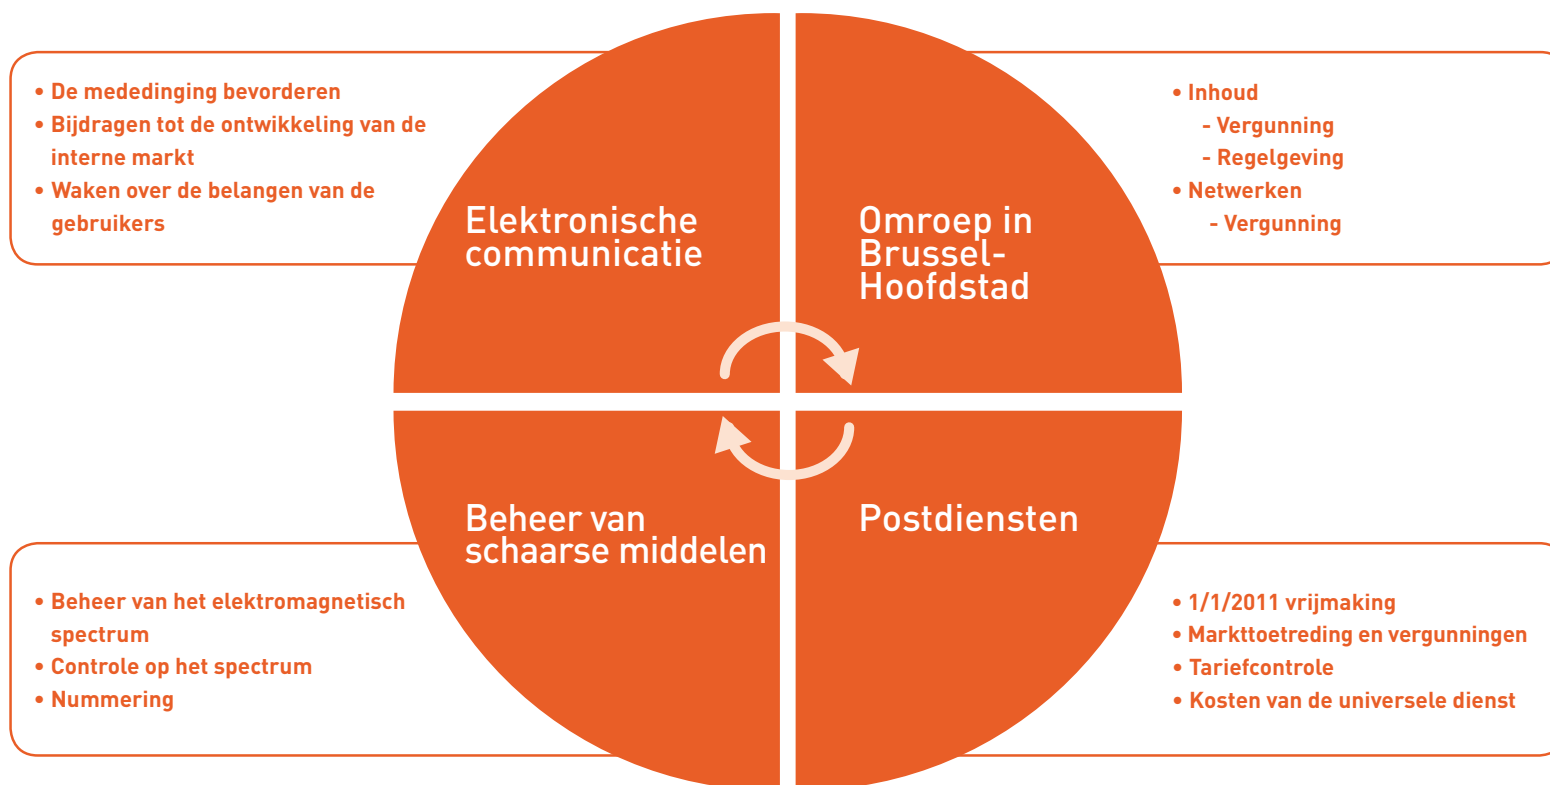 • De mededinging bevorderen
• Bijdragen tot de ontwikkeling van de
interne markt
• Waken over de belangen van de
gebruikers
Elektronische
communicatie
Omroep in
Brussel-
Hoofdstad
• Inhoud
- Vergunning
- Regelgeving
• Netwerken
- Vergunning
• Beheer van het elektromagnetisch
spectrum
• Controle op het spectrum
• Nummering
Beheer van
schaarse middelen
Postdiensten
• 1/1/2011 vrijmaking
• Markttoetreding en vergunningen
• Tariefcontrole
• Kosten van de universele dienst